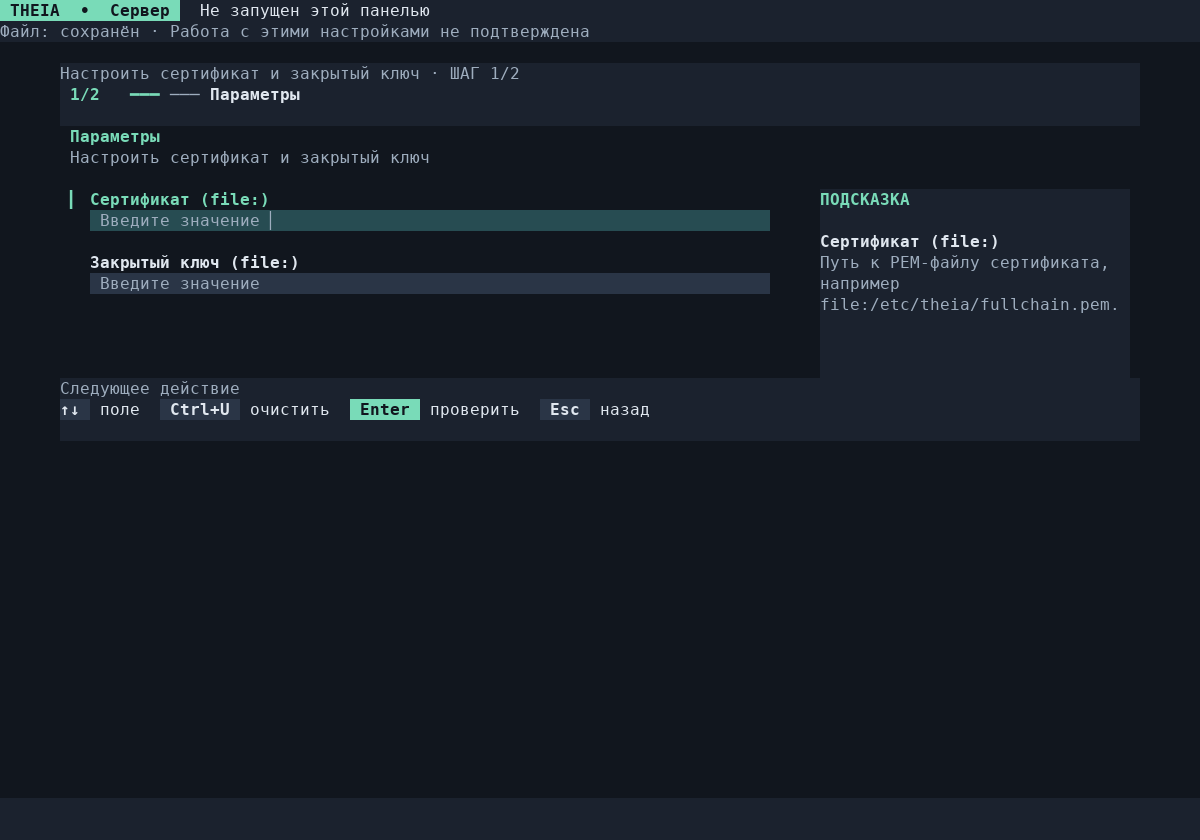 THEIA • Сервер Не запущен этой панелью
Файл: сохранён · Работа с этими настройками не подтверждена
Настроить сертификат и закрытый ключ · ШАГ 1/2
1/2 ━━━ ─── Параметры
Параметры
Настроить сертификат и закрытый ключ
Сертификат (file:)
Введите значение
Закрытый ключ (file:)
Введите значение
ПОДСКАЗКА
Сертификат (file:)
Путь к PEM-файлу сертификата,
например
file:/etc/theia/fullchain.pem.
Следующее действие
↑↓ поле Ctrl+U очистить Enter проверить Esc назад